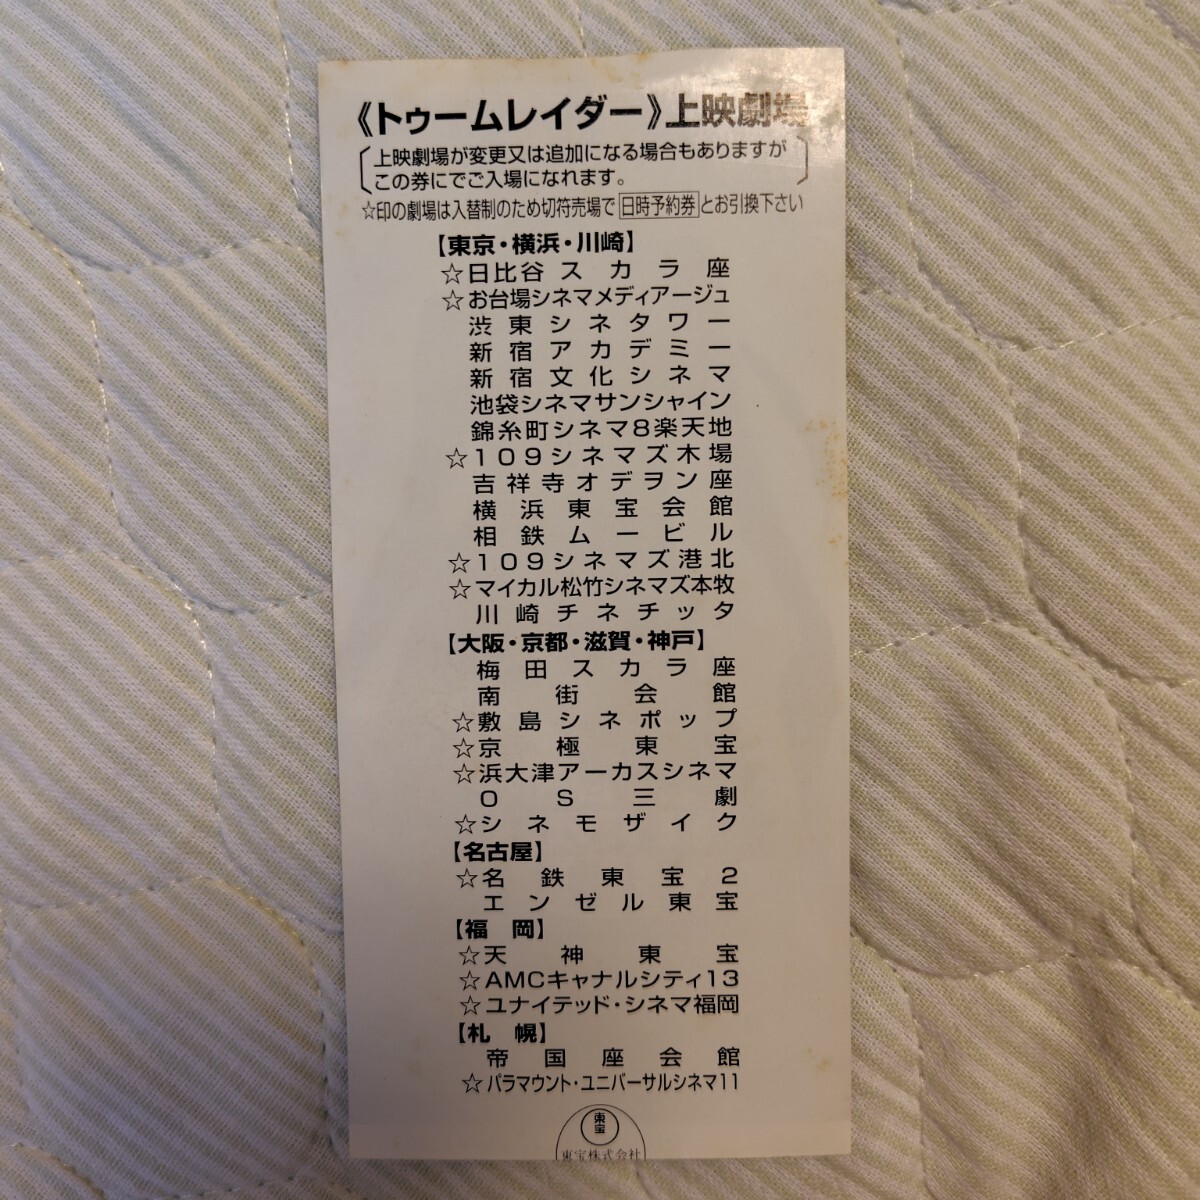 《トゥームレイダー》上映劇場
上映劇場が変更又は追加になる場合もありますが
この券にてご入場になれます。
☆印の劇場は入替制のため切符売場で日時予約券とお引換下さい
【東京・横浜・川崎】
☆日比谷スカラ座
☆お台場シネマメディアージュ
渋東シネタワー
新宿アカデミー
新宿文化シネマ
池袋シネマサンシャイン
錦糸町シネマ8楽天地
☆109シネマズ木場
吉祥寺オデヲン座
横浜東宝会館
相鉄ムービル
☆109シネマズ港北
☆マイカル松竹シネマズ本牧
川崎チネチッタ
【大阪・京都・滋賀・神戸】
梅田スカラ座
南街会館
☆敷島シネポップ
☆京極東宝
☆浜大津アーカスシネマ
OS三劇
☆シネモザイク
【名古屋】
☆名鉄東宝2
エンゼル東宝
【福岡】
☆天神東宝
☆AMCキャナルシティ13
☆ユナイテッド・シネマ福岡
【札幌】
帝国座会館
☆パラマウント・ユニバーサルシネマ11
東宝
東宝株式会社